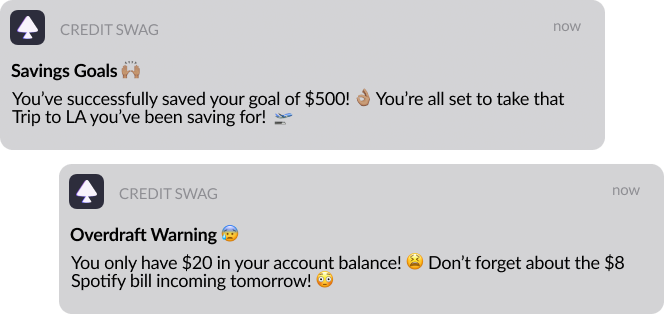 CREDIT SWAG
now
Savings Goals 🙌🏽
You’ve successfully saved your goal of $500! 👌🏽 You’re all set to take that
Trip to LA you’ve been saving for! 🛫
CREDIT SWAG
now
Overdraft Warning 😰
You only have $20 in your account balance! 😫 Don’t forget about the $8
Spotify bill incoming tomorrow! 😳